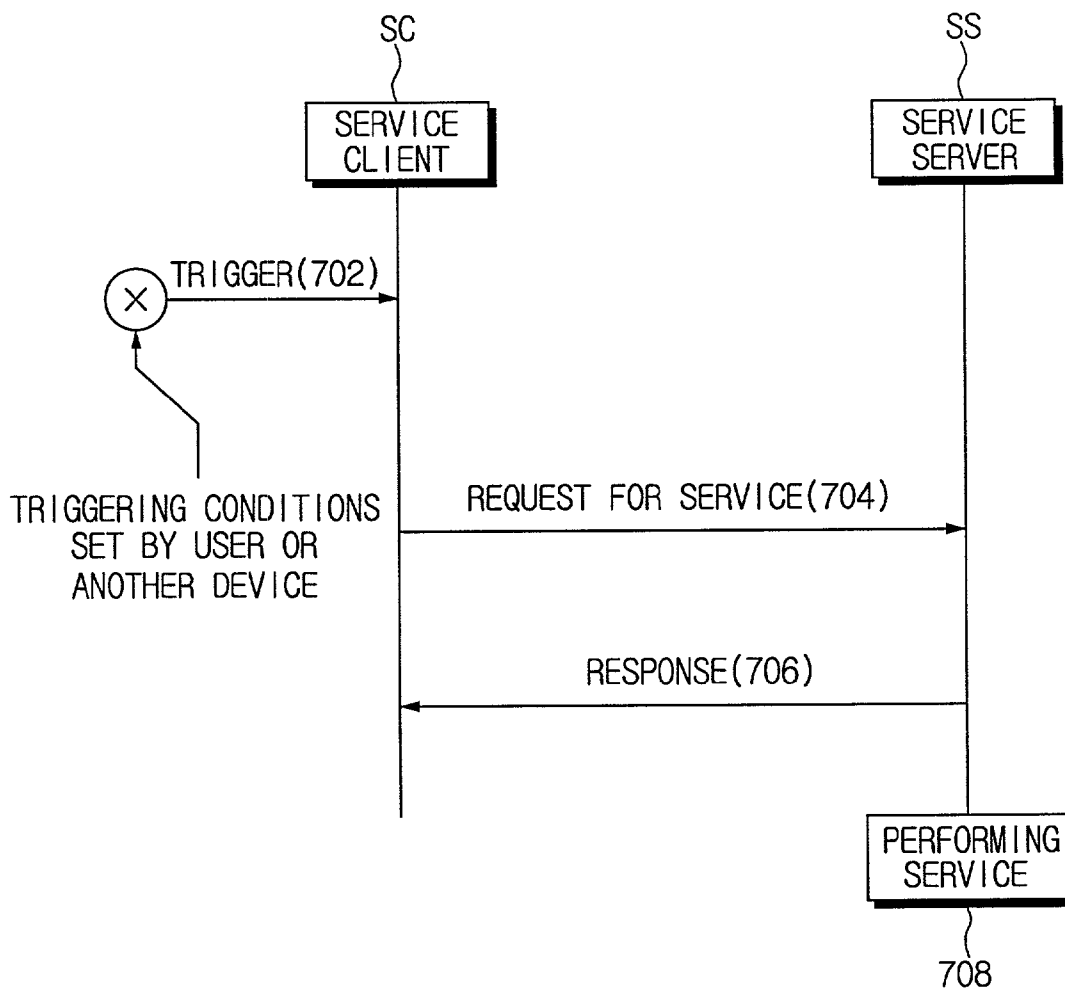 SC
SS
SERVICE
CLIENT
SERVICE
SERVER
TRIGGER(702)
TRIGGERING CONDITIONS
SET BY USER OR
ANOTHER DEVICE
REQUEST FOR SERVICE(704)
RESPONSE(706)
PERFORMING
SERVICE
708